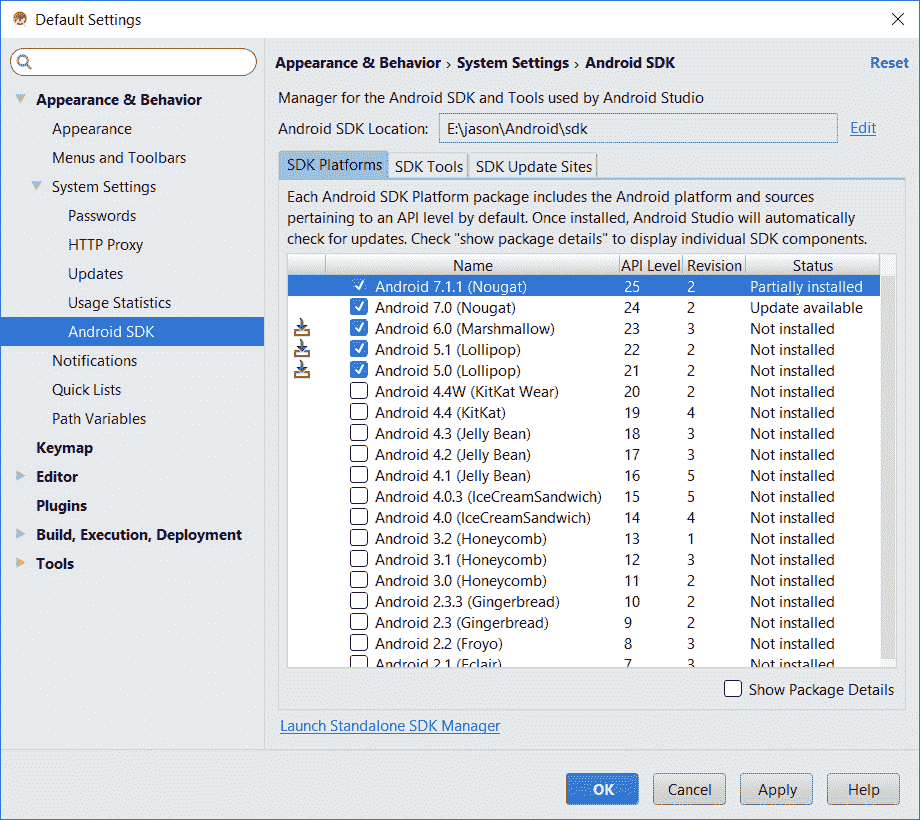 Default Settings
Appearance & Behavior › System Settings › Android SDK
Reset
Appearance & Behavior
Appearance
Menus and Toolbars
System Settings
Passwords
HTTP Proxy
Updates
Usage Statistics
Android SDK
Notifications
Quick Lists
Path Variables
Keymap
Editor
Plugins
Build, Execution, Deployment
Tools
Manager for the Android SDK and Tools used by Android Studio
Android SDK Location: E:\jason\Android\sdk Edit
SDK Platforms SDK Tools SDK Update Sites
Each Android SDK Platform package includes the Android platform and sources
pertaining to an API level by default. Once installed, Android Studio will automatically
check for updates. Check "show package details" to display individual SDK components.
Name API Level Revision Status
Android 7.1.1 (Nougat) 25 2 Partially installed
Android 7.0 (Nougat) 24 2 Update available
Android 6.0 (Marshmallow) 23 3 Not installed
Android 5.1 (Lollipop) 22 2 Not installed
Android 5.0 (Lollipop) 21 2 Not installed
Android 4.4W (KitKat Wear) 20 2 Not installed
Android 4.4 (KitKat) 19 4 Not installed
Android 4.3 (Jelly Bean) 18 3 Not installed
Android 4.2 (Jelly Bean) 17 3 Not installed
Android 4.1 (Jelly Bean) 16 5 Not installed
Android 4.0.3 (IceCreamSandwich) 15 5 Not installed
Android 4.0 (IceCreamSandwich) 14 4 Not installed
Android 3.2 (Honeycomb) 13 1 Not installed
Android 3.1 (Honeycomb) 12 3 Not installed
Android 3.0 (Honeycomb) 11 2 Not installed
Android 2.3.3 (Gingerbread) 10 2 Not installed
Android 2.3 (Gingerbread) 9 2 Not installed
Android 2.2 (Froyo) 8 3 Not installed
Android 2.1 (Eclair) 7 3 Not installed
Show Package Details
Launch Standalone SDK Manager
OK Cancel Apply Help